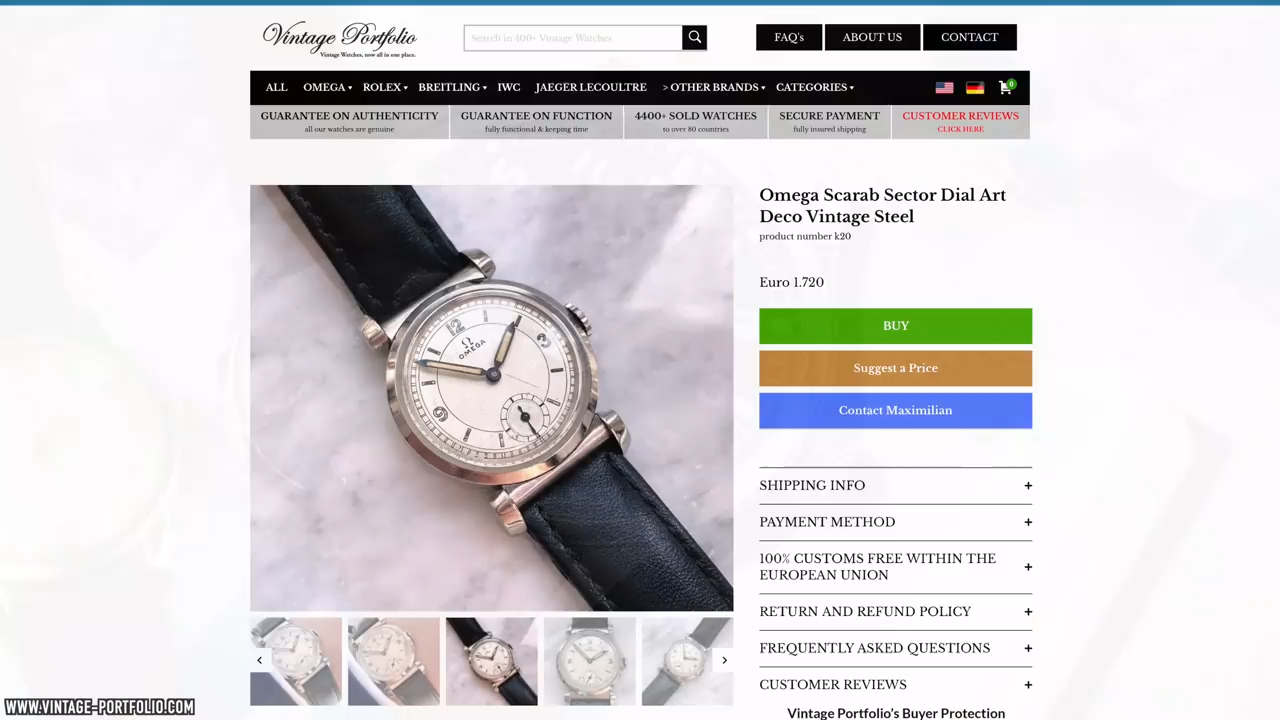 Vintage Portfolio
Vintage Watches, now all in one place.
Search in 400+ Vintage Watches
FAQ's
ABOUT US
CONTACT
ALL
OMEGA
ROLEX
BREITLING
IWC
JAEGER LECOULTRE
> OTHER BRANDS
CATEGORIES
0
GUARANTEE ON AUTHENTICITY
all our watches are genuine
GUARANTEE ON FUNCTION
fully functional & keeping time
4400+ SOLD WATCHES
to over 80 countries
SECURE PAYMENT
fully insured shipping
CUSTOMER REVIEWS
CLICK HERE
12
3
9
Ω
OMEGA
Omega Scarab Sector Dial Art
Deco Vintage Steel
product number k20
Euro 1.720
BUY
Suggest a Price
Contact Maximilian
SHIPPING INFO +
PAYMENT METHOD +
100% CUSTOMS FREE WITHIN THE
EUROPEAN UNION +
RETURN AND REFUND POLICY +
FREQUENTLY ASKED QUESTIONS +
CUSTOMER REVIEWS +
Vintage Portfolio's Buyer Protection
WWW.VINTAGE-PORTFOLIO.COM